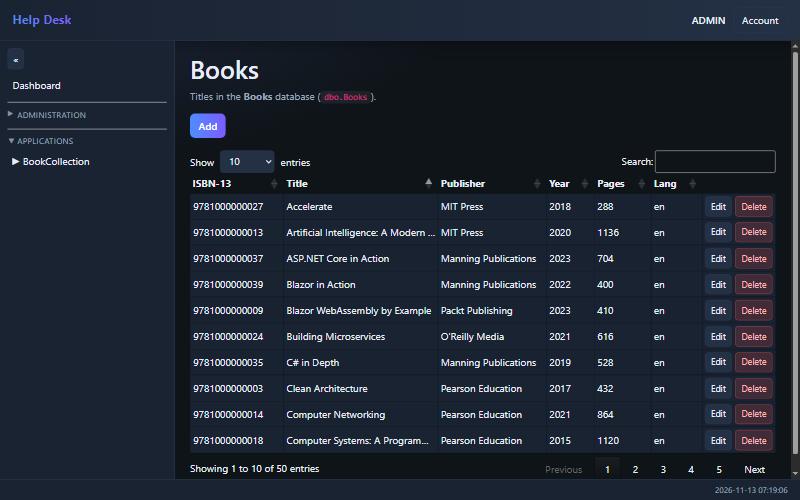 Help Desk ADMIN Account
«
Dashboard
ADMINISTRATION
APPLICATIONS
BookCollection
Books
Titles in the Books database ( dbo.Books ).
Add
Show 10 entries Search:
ISBN-13 Title Publisher Year Pages Lang
9781000000027 Accelerate MIT Press 2018 288 en Edit Delete
9781000000013 Artificial Intelligence: A Modern ... MIT Press 2020 1136 en Edit Delete
9781000000037 ASP.NET Core in Action Manning Publications 2023 704 en Edit Delete
9781000000039 Blazor in Action Manning Publications 2022 400 en Edit Delete
9781000000009 Blazor WebAssembly by Example Packt Publishing 2023 410 en Edit Delete
9781000000024 Building Microservices O'Reilly Media 2021 616 en Edit Delete
9781000000035 C# in Depth Manning Publications 2019 528 en Edit Delete
9781000000003 Clean Architecture Pearson Education 2017 432 en Edit Delete
9781000000014 Computer Networking Pearson Education 2021 864 en Edit Delete
9781000000018 Computer Systems: A Program... Pearson Education 2015 1120 en Edit Delete
Showing 1 to 10 of 50 entries Previous 1 2 3 4 5 Next
2026-11-13 07:19:06